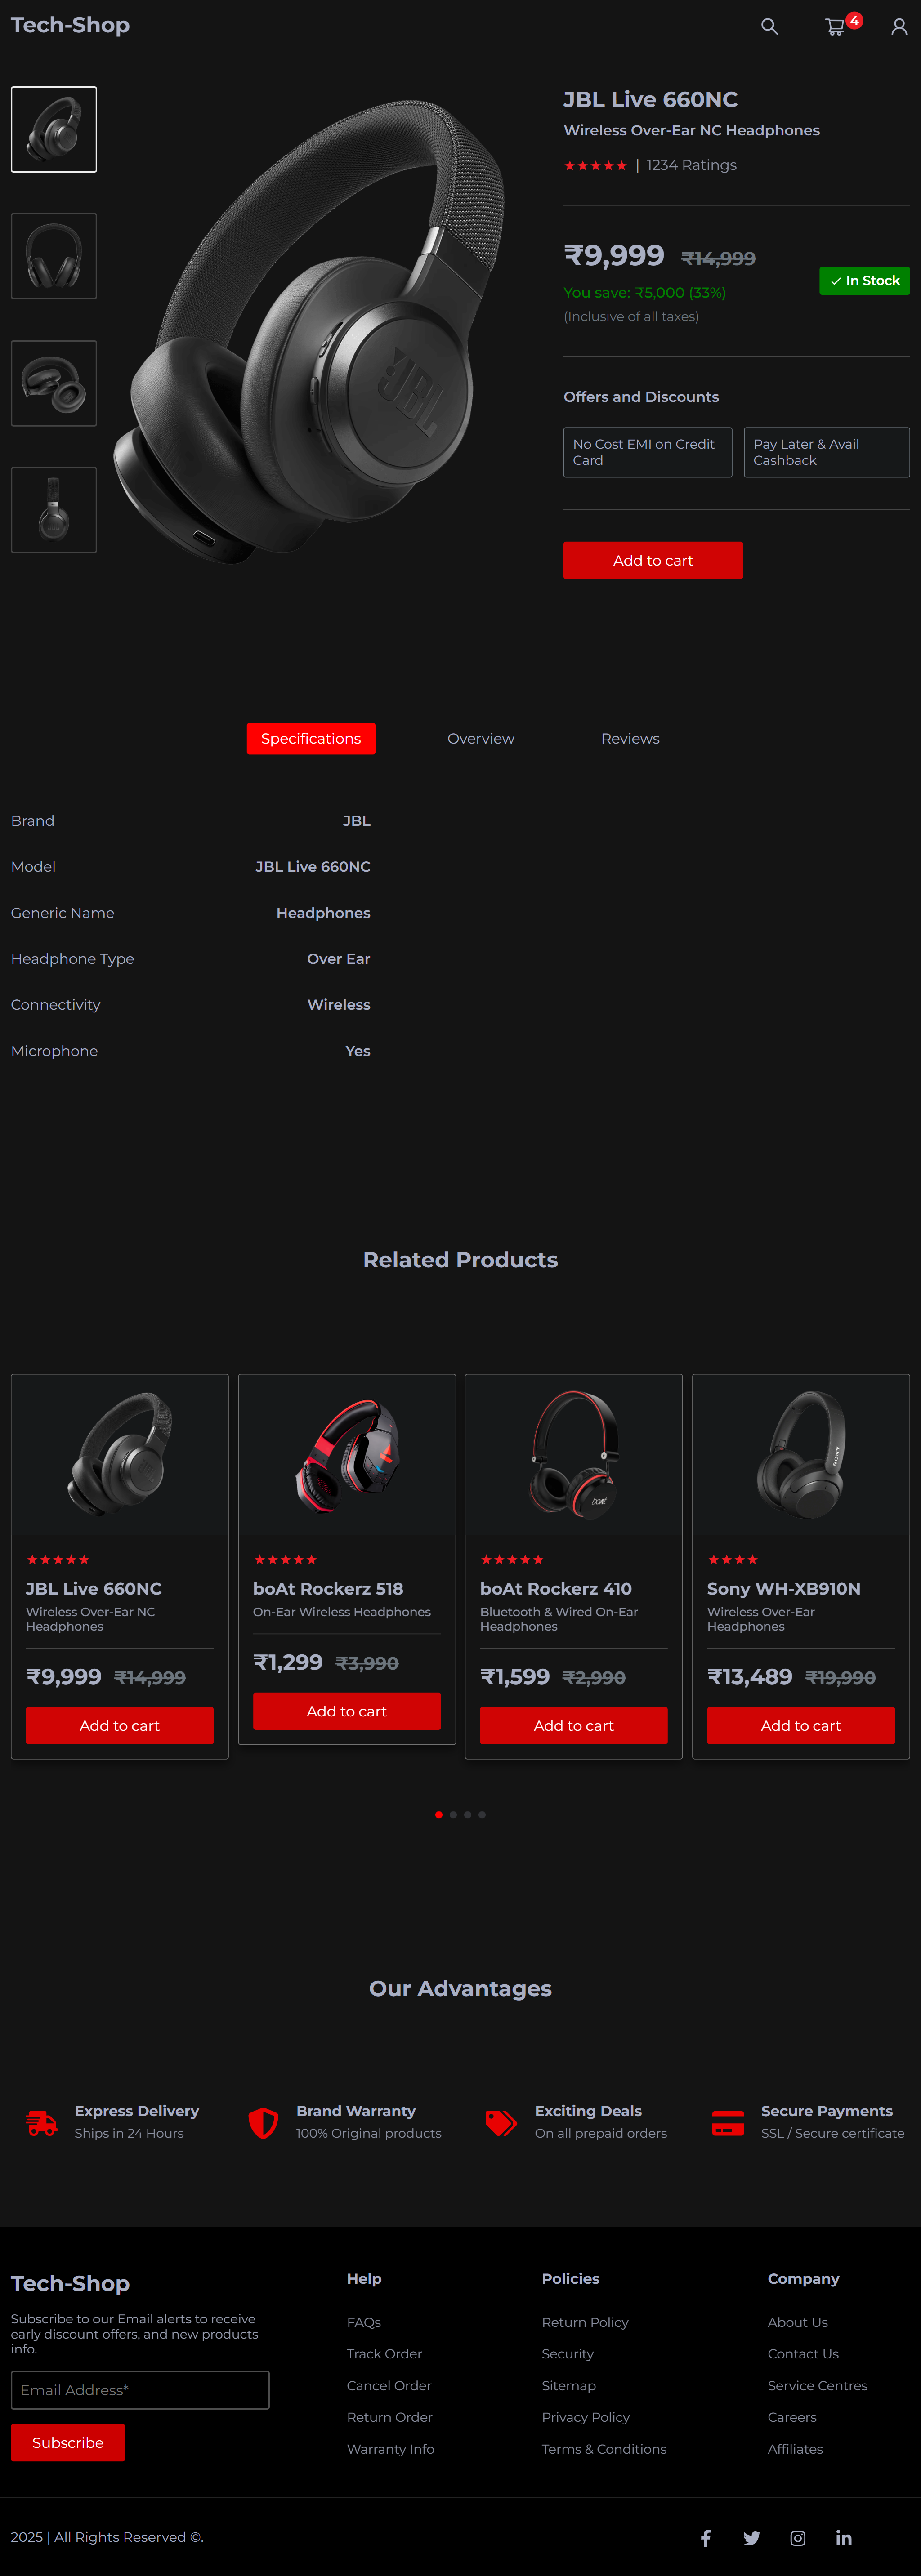 Tech-Shop
4
JBL Live 660NC
Wireless Over-Ear NC Headphones
| 1234 Ratings
₹9,999 ₹14,999
You save: ₹5,000 (33%)
In Stock
(Inclusive of all taxes)
Offers and Discounts
No Cost EMI on Credit
Card
Pay Later & Avail
Cashback
Add to cart
JBL
Specifications
Overview
Reviews
Brand JBL
Model JBL Live 660NC
Generic Name Headphones
Headphone Type Over Ear
Connectivity Wireless
Microphone Yes
Related Products
JBL Live 660NC
Wireless Over-Ear NC
Headphones
₹9,999 ₹14,999
Add to cart
boAt Rockerz 518
On-Ear Wireless Headphones
₹1,299 ₹3,990
Add to cart
boAt
boAt Rockerz 410
Bluetooth & Wired On-Ear
Headphones
₹1,599 ₹2,990
Add to cart
SONY
Sony WH-XB910N
Wireless Over-Ear
Headphones
₹13,489 ₹19,990
Add to cart
Our Advantages
Express Delivery
Ships in 24 Hours
Brand Warranty
100% Original products
Exciting Deals
On all prepaid orders
Secure Payments
SSL / Secure certificate
Tech-Shop
Subscribe to our Email alerts to receive
early discount offers, and new products
info.
Email Address*
Subscribe
Help
FAQs
Track Order
Cancel Order
Return Order
Warranty Info
Policies
Return Policy
Security
Sitemap
Privacy Policy
Terms & Conditions
Company
About Us
Contact Us
Service Centres
Careers
Affiliates
2025 | All Rights Reserved ©.